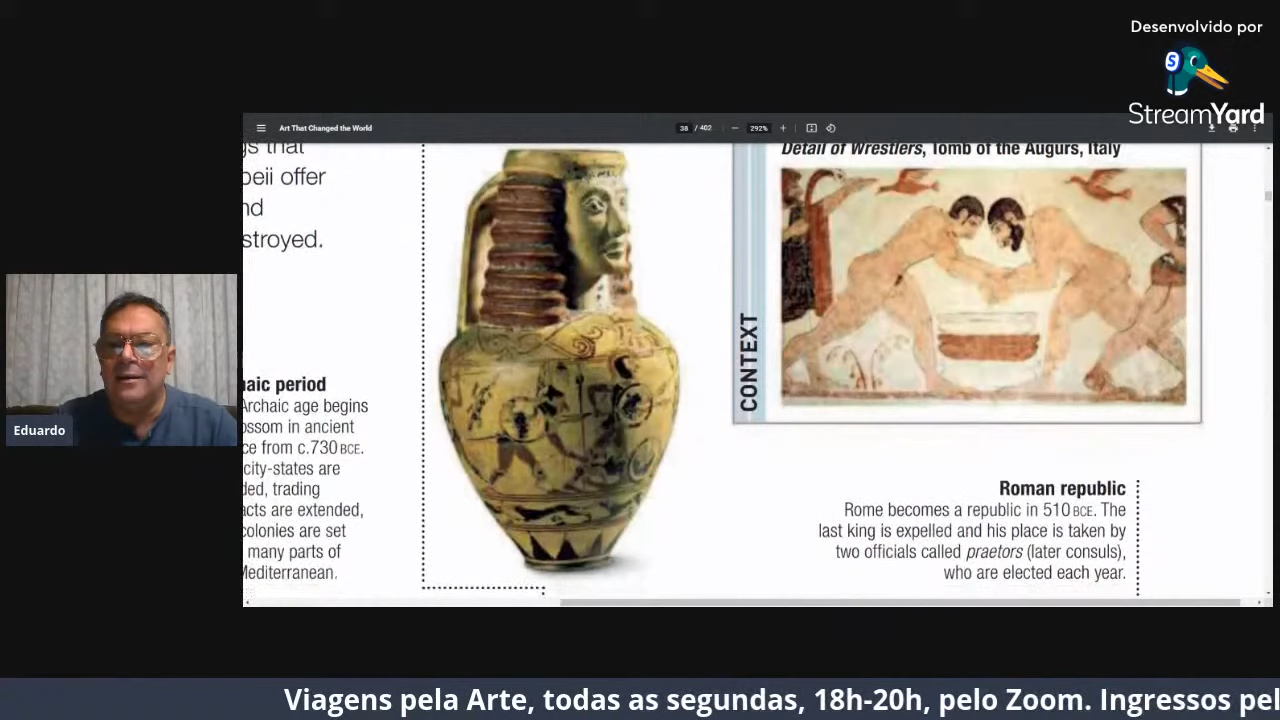 Desenvolvido por
StreamYard
Art That Changed the World
38 / 402
292%
gs that
peii offer
nd
stroyed.
Detail of Wrestlers, Tomb of the Augurs, Italy
CONTEXT
Eduardo
aic period
Archaic age begins
ossom in ancient
ce from c.730 BCE.
city-states are
ded, trading
acts are extended,
colonies are set
many parts of
Mediterranean.
Roman republic
Rome becomes a republic in 510 BCE. The
last king is expelled and his place is taken by
two officials called praetors (later consuls),
who are elected each year.
Viagens pela Arte, todas as segundas, 18h-20h, pelo Zoom. Ingressos pel